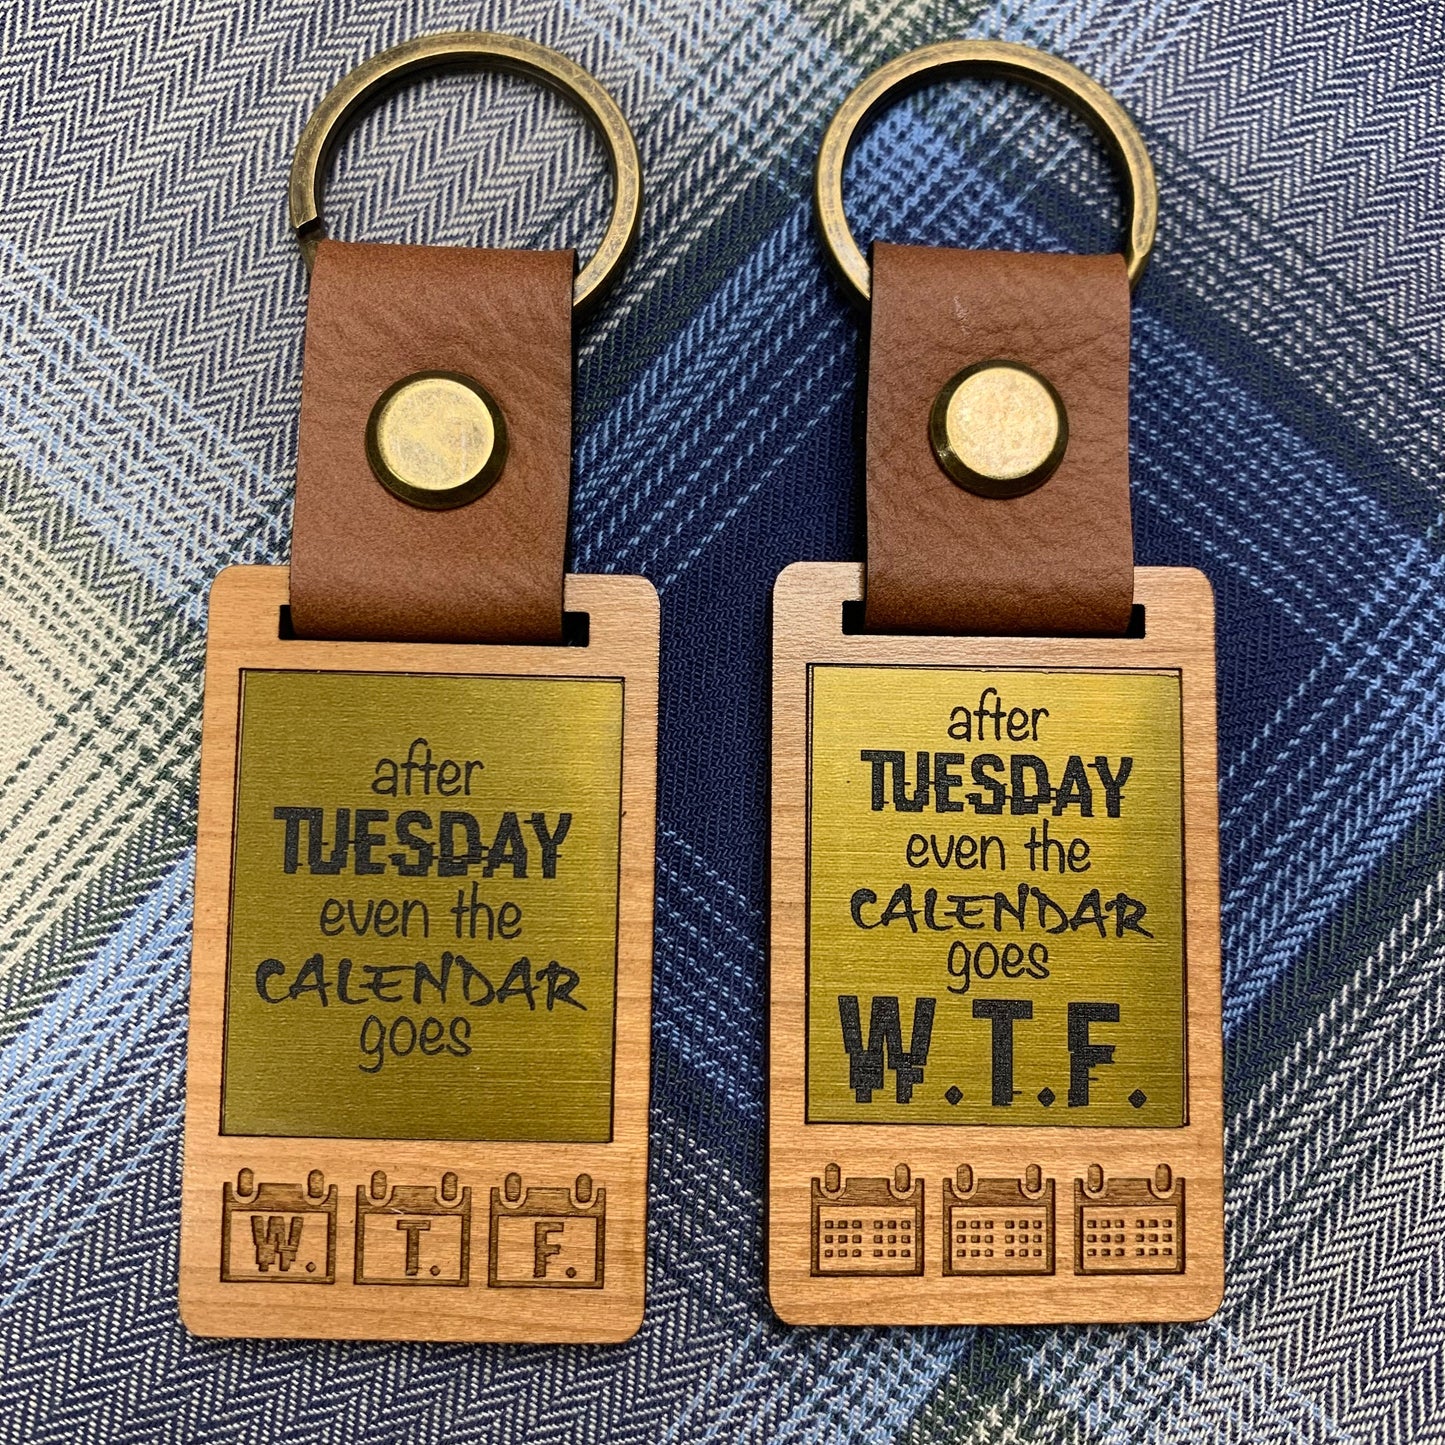 after
TUESDAY
even the
CALENDAR
goes
W. T. F.
after
TUESDAY
even the
CALENDAR
goes
W.T.F.